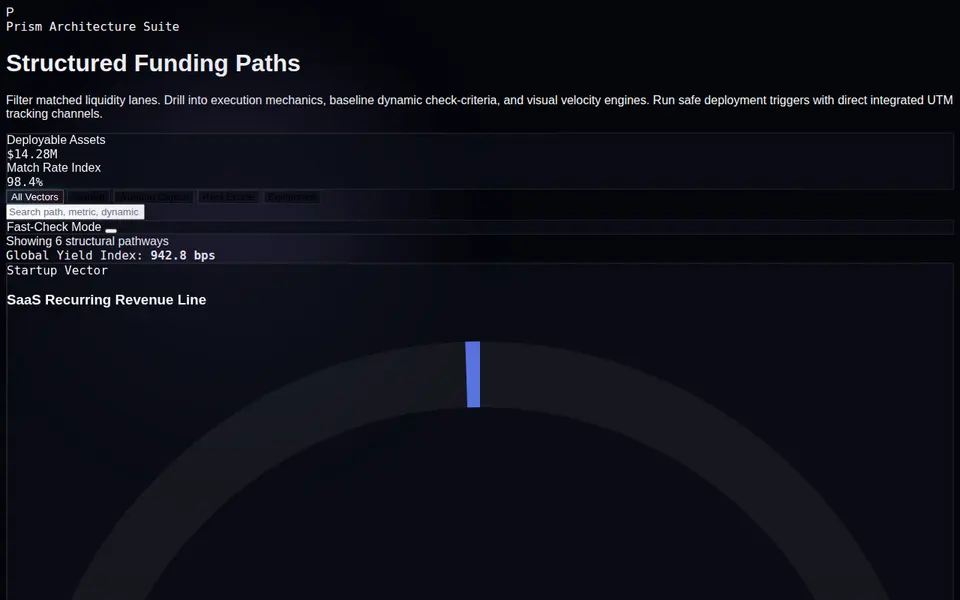 P
Prism Architecture Suite
Structured Funding Paths
Filter matched liquidity lanes. Drill into execution mechanics, baseline dynamic check-criteria, and visual velocity engines. Run safe deployment triggers with direct integrated UTM
tracking channels.
Deployable Assets
$14.28M
Match Rate Index
98.4%
All Vectors
Search path, metric, dynamic
Fast-Check Mode
Showing 6 structural pathways
Global Yield Index: 942.8 bps
Startup Vector
SaaS Recurring Revenue Line